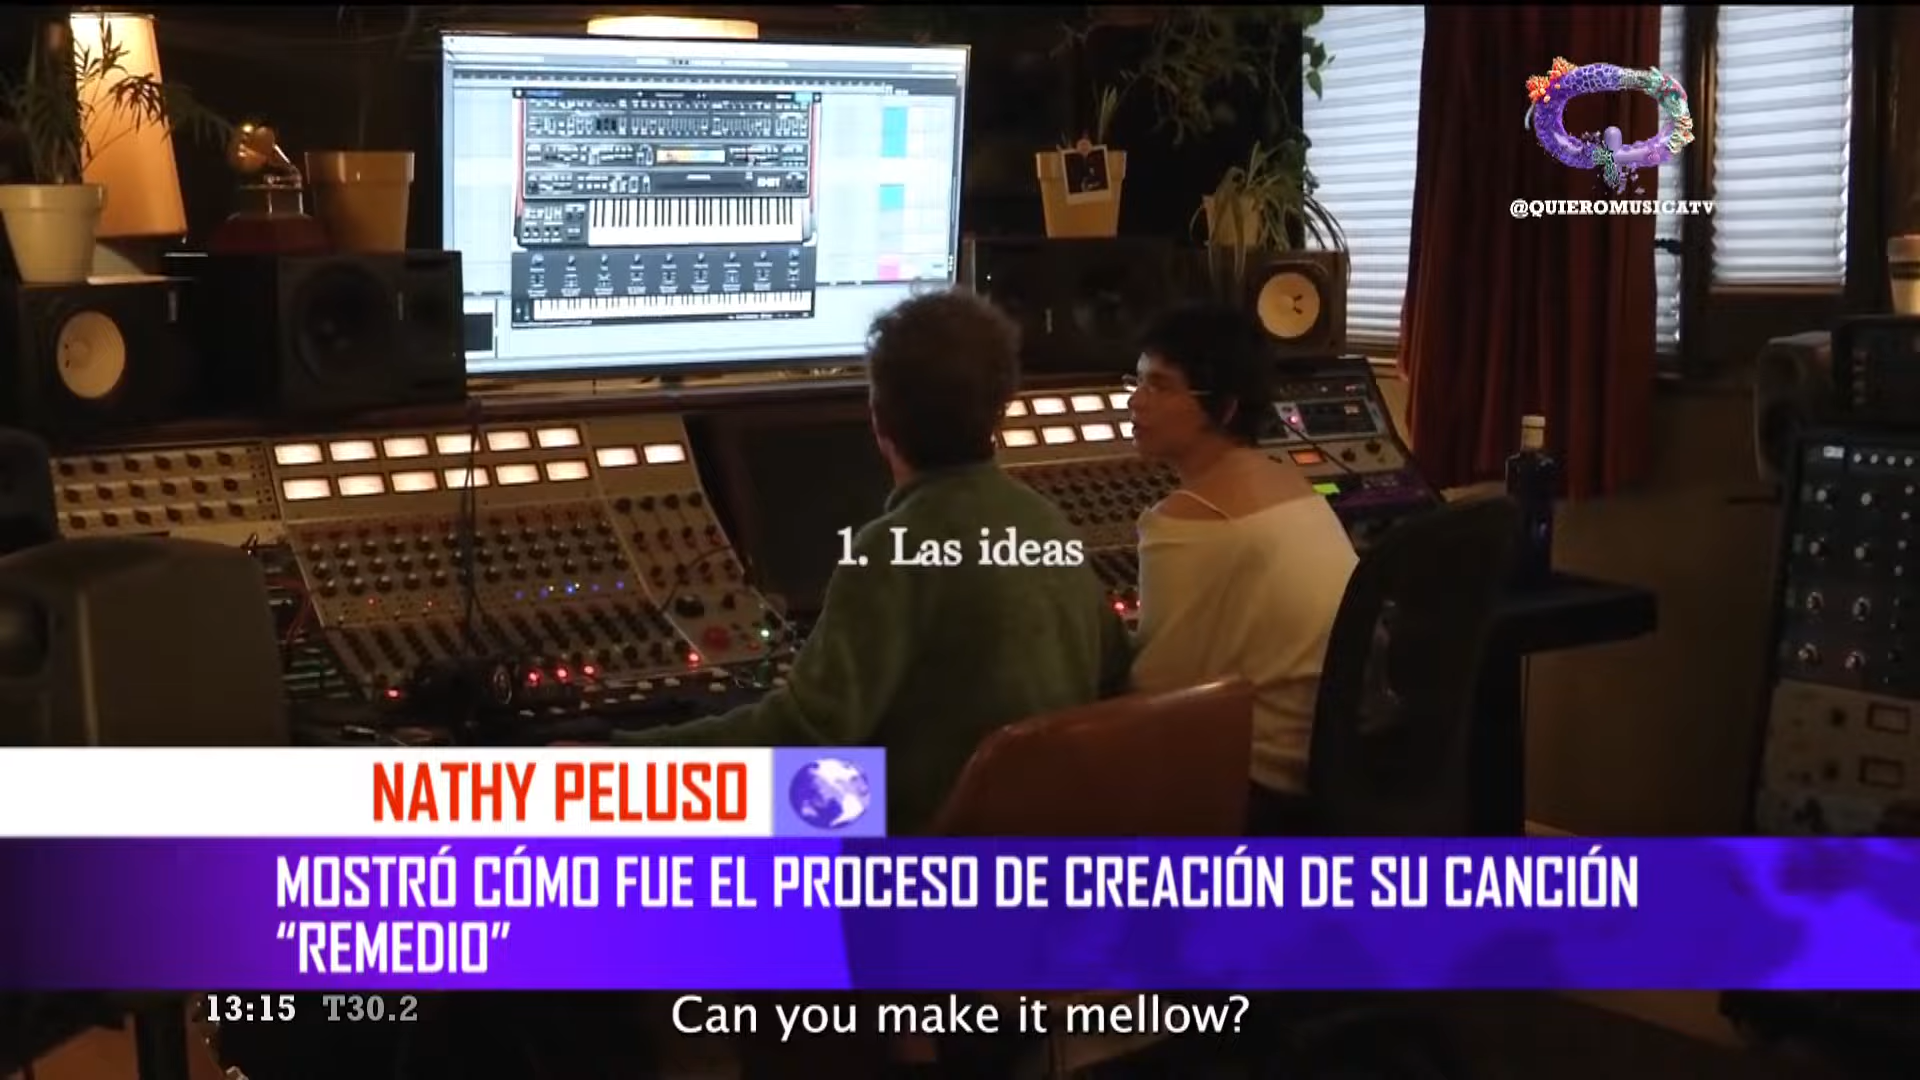 @QUIEROMUSICATV
1. Las ideas
NATHY PELUSO
MOSTRÓ CÓMO FUE EL PROCESO DE CREACIÓN DE SU CANCIÓN
“REMEDIO”
13:15 T30.2
Can you make it mellow?